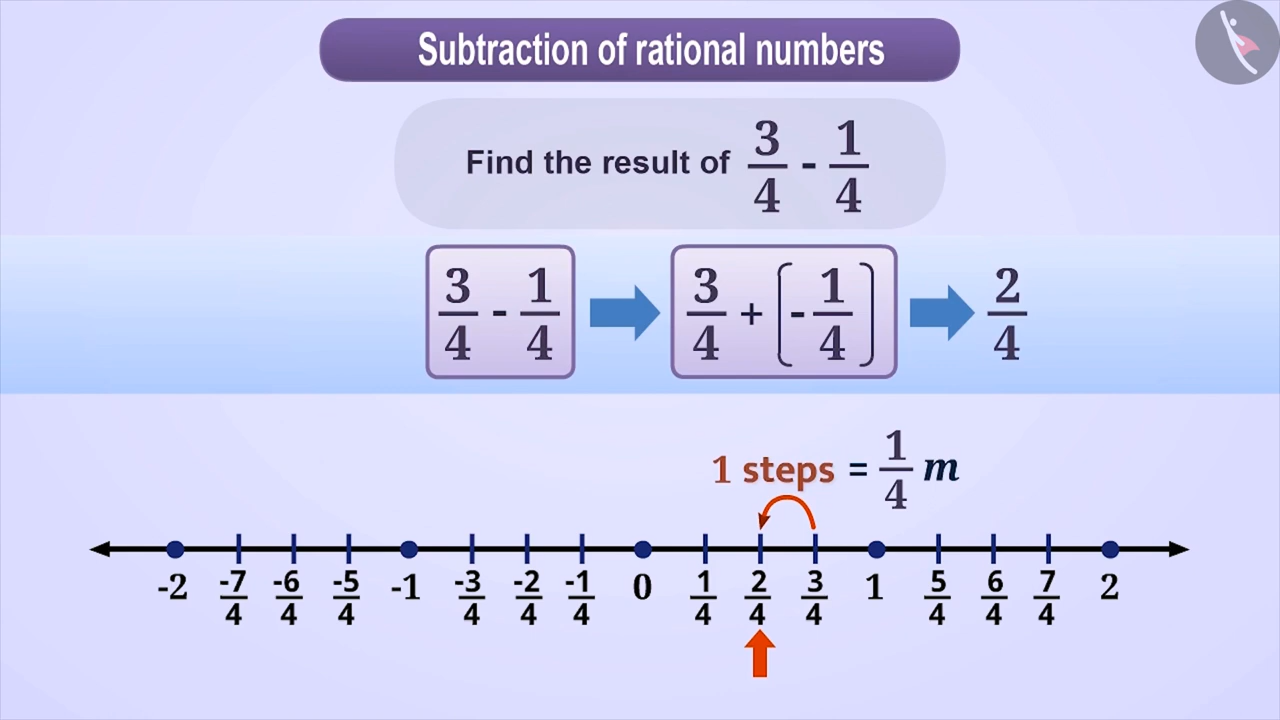 Subtraction of rational numbers
Find the result of 3/4 - 1/4
3/4 - 1/4 3/4 + (-1/4) 2/4
1 steps = 1/4 m
-2 -7/4 -6/4 -5/4 -1 -3/4 -2/4 -1/4 0 1/4 2/4 3/4 1 5/4 6/4 7/4 2